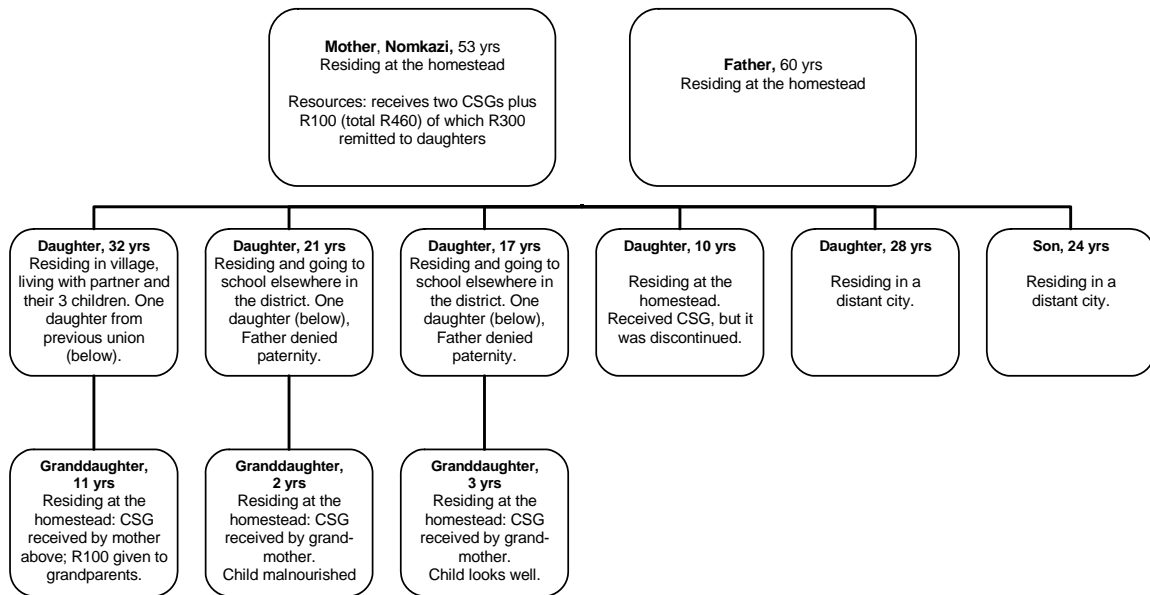 Mother, Nomkazi, 53 yrs
Residing at the homestead
Resources: receives two CSGs plus
R100 (total R460) of which R300
remitted to daughters
Father, 60 yrs
Residing at the homestead
Daughter, 32 yrs
Residing in village,
living with partner and
their 3 children. One
daughter from
previous union
(below).
Daughter, 21 yrs
Residing and going to
school elsewhere in
the district. One
daughter (below),
Father denied
paternity.
Daughter, 17 yrs
Residing and going to
school elsewhere in
the district. One
daughter (below),
Father denied
paternity.
Daughter, 10 yrs
Residing at the
homestead.
Received CSG, but it
was discontinued.
Daughter, 28 yrs
Residing in a
distant city.
Son, 24 yrs
Residing in a
distant city.
Granddaughter,
11 yrs
Residing at the
homestead: CSG
received by mother
above; R100 given to
grandparents.
Granddaughter,
2 yrs
Residing at the
homestead: CSG
received by grand-
mother.
Child malnourished
Granddaughter,
3 yrs
Residing at the
homestead: CSG
received by grand-
mother.
Child looks well.